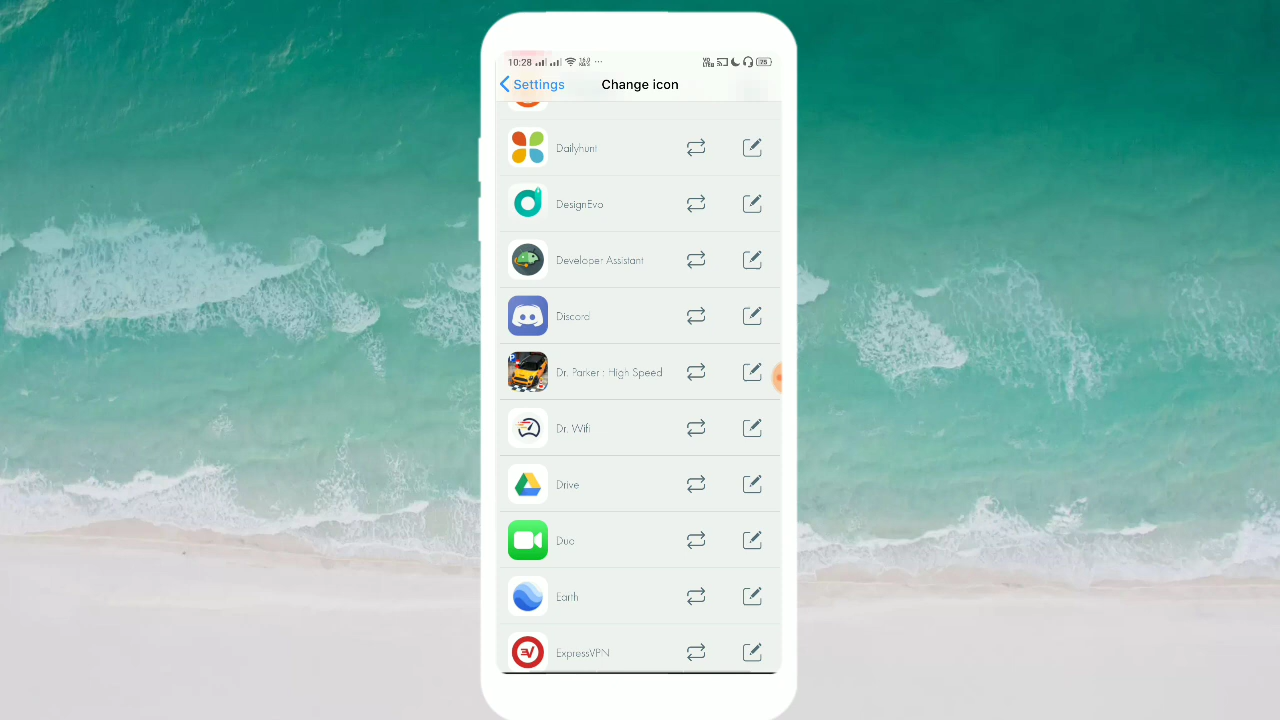 10:28
75
Settings
Change icon
Dailyhunt
DesignEvo
Developer Assistant
Discord
Dr. Parker : High Speed
Dr. Wifi
Drive
Duo
Earth
ExpressVPN